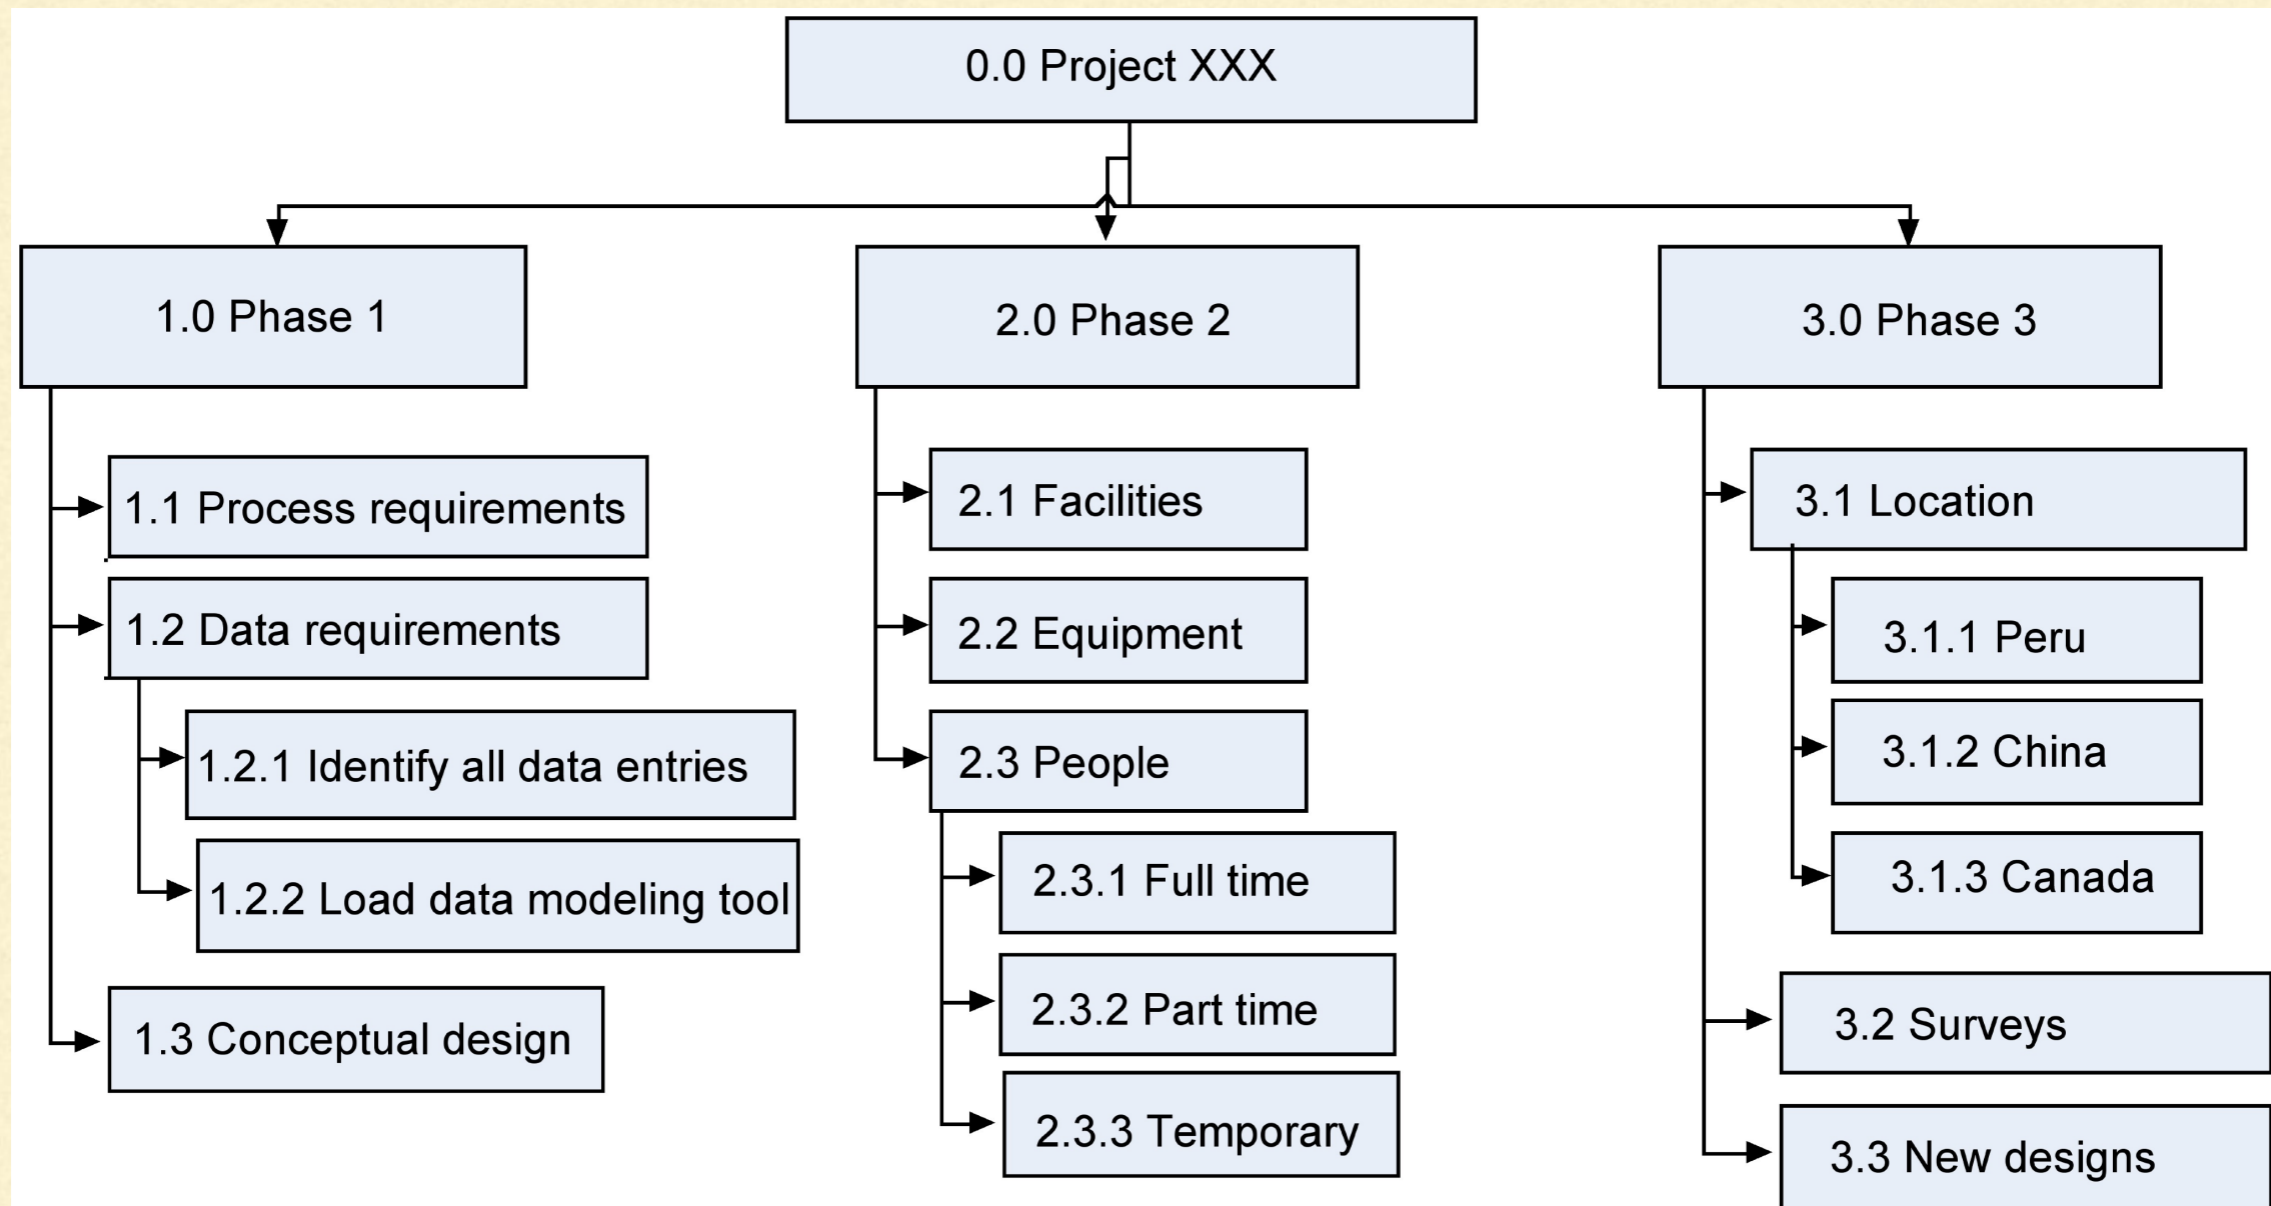 0.0 Project XXX
1.0 Phase 1
1.1 Process requirements
1.2 Data requirements
1.2.1 Identify all data entries
1.2.2 Load data modeling tool
1.3 Conceptual design
2.0 Phase 2
2.1 Facilities
2.2 Equipment
2.3 People
2.3.1 Full time
2.3.2 Part time
2.3.3 Temporary
3.0 Phase 3
3.1 Location
3.1.1 Peru
3.1.2 China
3.1.3 Canada
3.2 Surveys
3.3 New designs